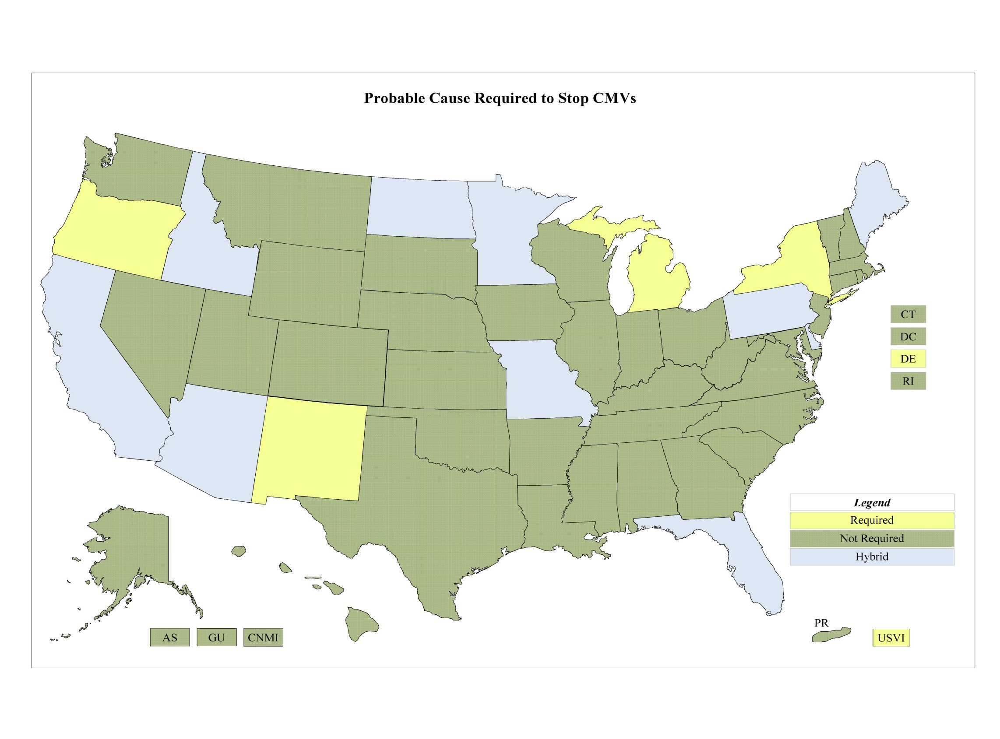 Probable Cause Required to Stop CMVs
CT
DC
DE
RI
Legend
Required
Not Required
Hybrid
PR
AS
GU
CNMI
USVI